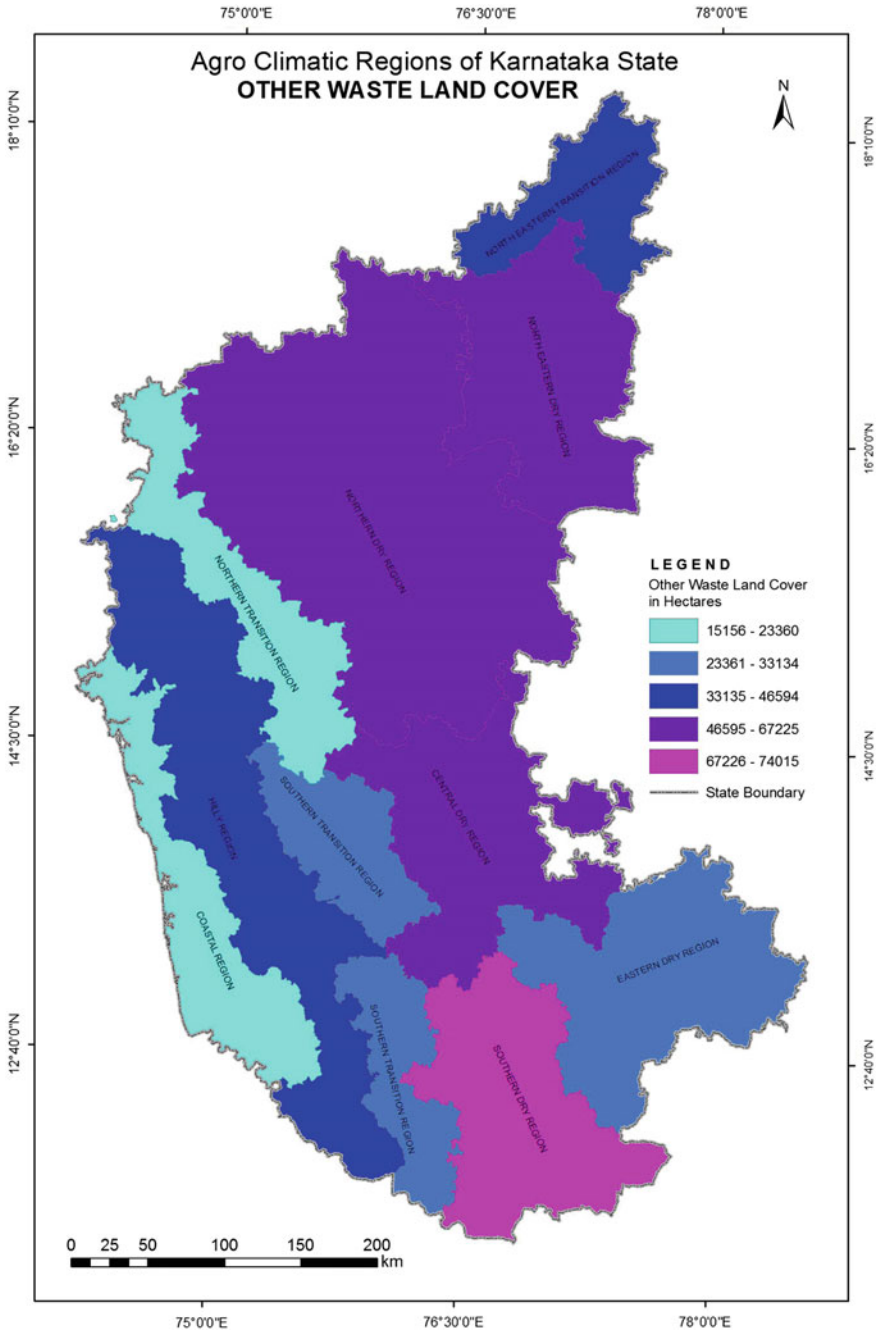 75°0'0"E 76°30'0"E 78°0'0"E
Agro Climatic Regions of Karnataka State
OTHER WASTE LAND COVER
N
18°10'0"N
18°10'0"N
NORTH EASTERN TRANSITION REGION
NORTH EASTERN DRY REGION
16°20'0"N
16°20'0"N
NORTHERN DRY REGION
NORTHERN TRANSITION REGION
LEGEND
Other Waste Land Cover
in Hectares
15156 - 23360
23361 - 33134
33135 - 46594
46595 - 67225
67226 - 74015
State Boundary
14°30'0"N
14°30'0"N
CENTRAL DRY REGION
SOUTHERN TRANSITION REGION
HILY REGION
COASTAL REGION
EASTERN DRY REGION
12°40'0"N
12°40'0"N
SOUTHERN TRANSITION REGION
SOUTHERN DRY REGION
0 25 50 100 150 200
km
75°0'0"E 76°30'0"E 78°0'0"E